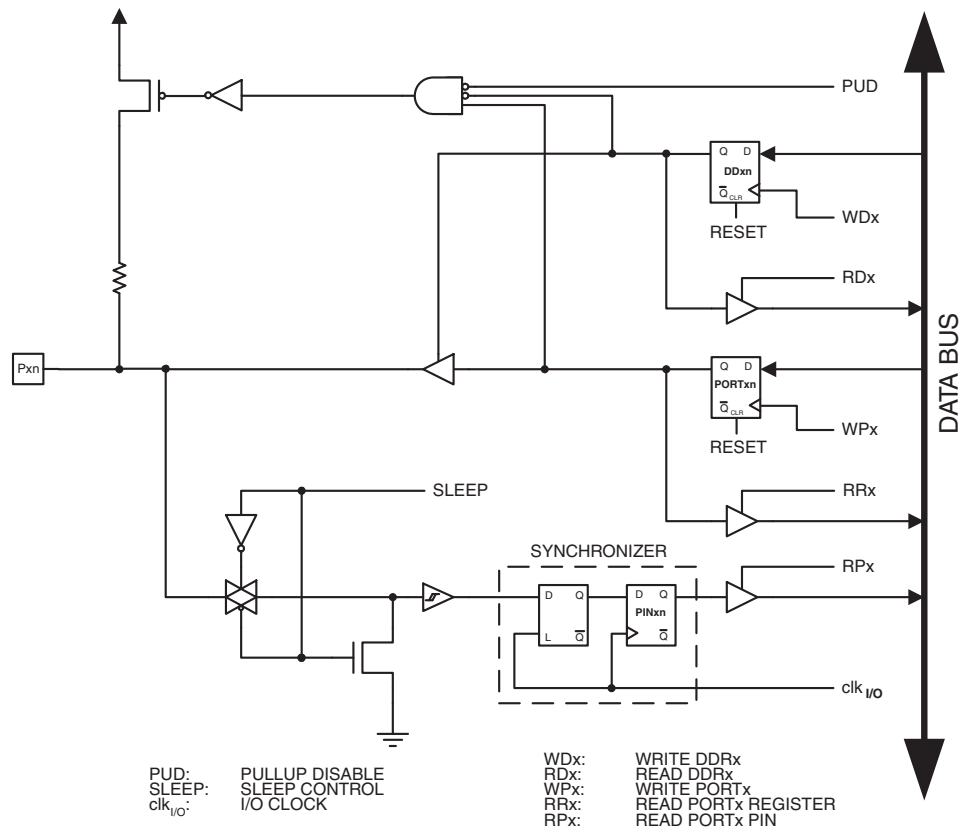 PUD
Q D
DDxn
Q CLR
WDx
RESET
RDx
Pxn
Q D
PORTxn
Q CLR
WPx
RESET
DATA BUS
SLEEP
RRx
SYNCHRONIZER
RPx
D Q
L Q
D Q
PINxn
Q
clk I/O
PUD: PULLUP DISABLE
SLEEP: SLEEP CONTROL
clkI/O: I/O CLOCK
WDx: WRITE DDRx
RDx: READ DDRx
WPx: WRITE PORTx
RRx: READ PORTx REGISTER
RPx: READ PORTx PIN